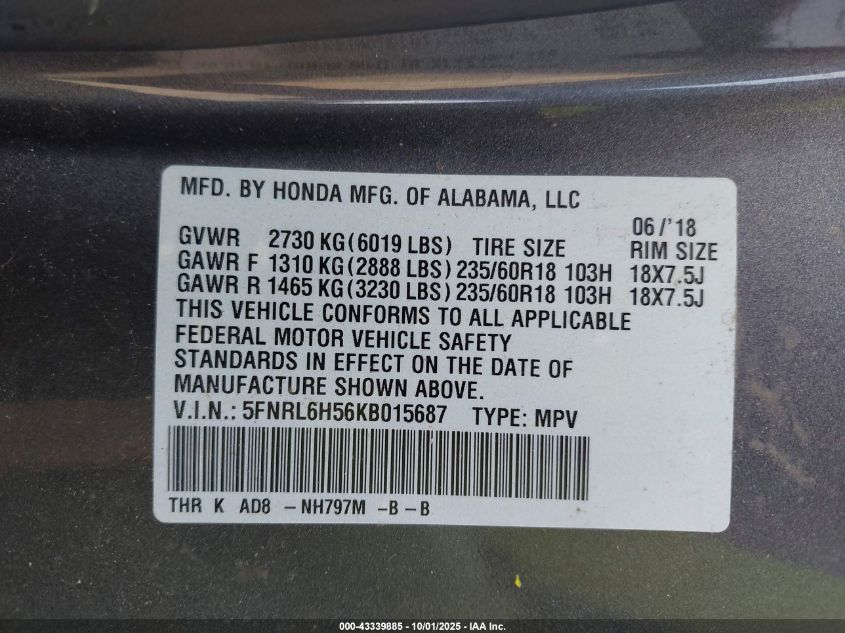 MFD. BY HONDA MFG. OF ALABAMA, LLC
06/'18
GVWR 2730 KG(6019 LBS) TIRE SIZE RIM SIZE
GAWR F 1310 KG(2888 LBS) 235/60R18 103H 18X7.5J
GAWR R 1465 KG(3230 LBS) 235/60R18 103H 18X7.5J
THIS VEHICLE CONFORMS TO ALL APPLICABLE
FEDERAL MOTOR VEHICLE SAFETY
STANDARDS IN EFFECT ON THE DATE OF
MANUFACTURE SHOWN ABOVE.
V.I.N.: 5FNRL6H56KB015687 TYPE: MPV
THR K AD8 - NH797M -B-B
000-43339885 - 10/01/2025 - IAA Inc.